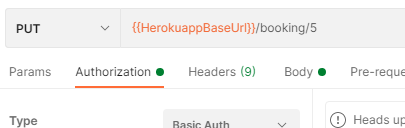 PUT {{HerokuappBaseUrl}}/booking/5
Params Authorization Headers (9) Body Pre-reque
Type Basic Auth Heads up